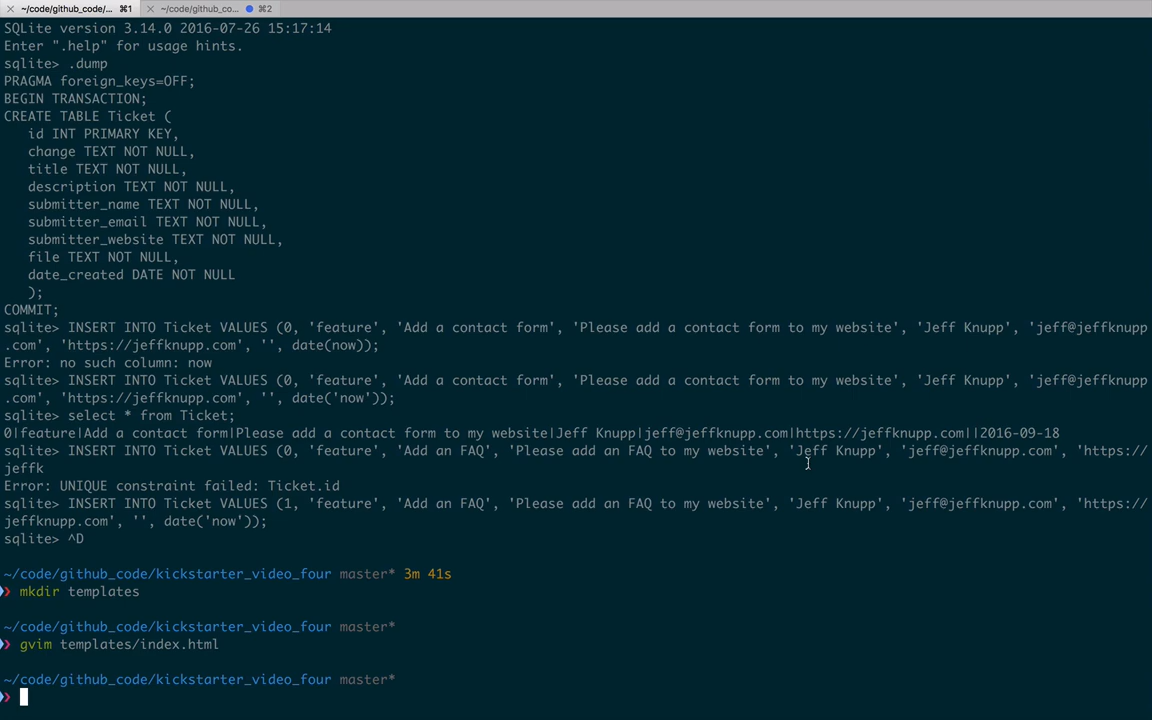 ~/code/github_code/... ⌘1 ~/code/github_co... ⌘2
SQLite version 3.14.0 2016-07-26 15:17:14
Enter ".help" for usage hints.
sqlite> .dump
PRAGMA foreign_keys=OFF;
BEGIN TRANSACTION;
CREATE TABLE Ticket (
id INT PRIMARY KEY,
change TEXT NOT NULL,
title TEXT NOT NULL,
description TEXT NOT NULL,
submitter_name TEXT NOT NULL,
submitter_email TEXT NOT NULL,
submitter_website TEXT NOT NULL,
file TEXT NOT NULL,
date_created DATE NOT NULL
);
COMMIT;
sqlite> INSERT INTO Ticket VALUES (0, 'feature', 'Add a contact form', 'Please add a contact form to my website', 'Jeff Knupp', 'jeff@jeffknupp
.com', 'https://jeffknupp.com', '', date(now));
Error: no such column: now
sqlite> INSERT INTO Ticket VALUES (0, 'feature', 'Add a contact form', 'Please add a contact form to my website', 'Jeff Knupp', 'jeff@jeffknupp
.com', 'https://jeffknupp.com', '', date('now'));
sqlite> select * from Ticket;
0|feature|Add a contact form|Please add a contact form to my website|Jeff Knupp|jeff@jeffknupp.com|https://jeffknupp.com||2016-09-18
sqlite> INSERT INTO Ticket VALUES (0, 'feature', 'Add an FAQ', 'Please add an FAQ to my website', 'Jeff Knupp', 'jeff@jeffknupp.com', 'https://
jeffk
Error: UNIQUE constraint failed: Ticket.id
sqlite> INSERT INTO Ticket VALUES (1, 'feature', 'Add an FAQ', 'Please add an FAQ to my website', 'Jeff Knupp', 'jeff@jeffknupp.com', 'https://
jeffknupp.com', '', date('now'));
sqlite> ^D
~/code/github_code/kickstarter_video_four master* 3m 41s
❯ mkdir templates
~/code/github_code/kickstarter_video_four master*
❯ gvim templates/index.html
~/code/github_code/kickstarter_video_four master*
❯